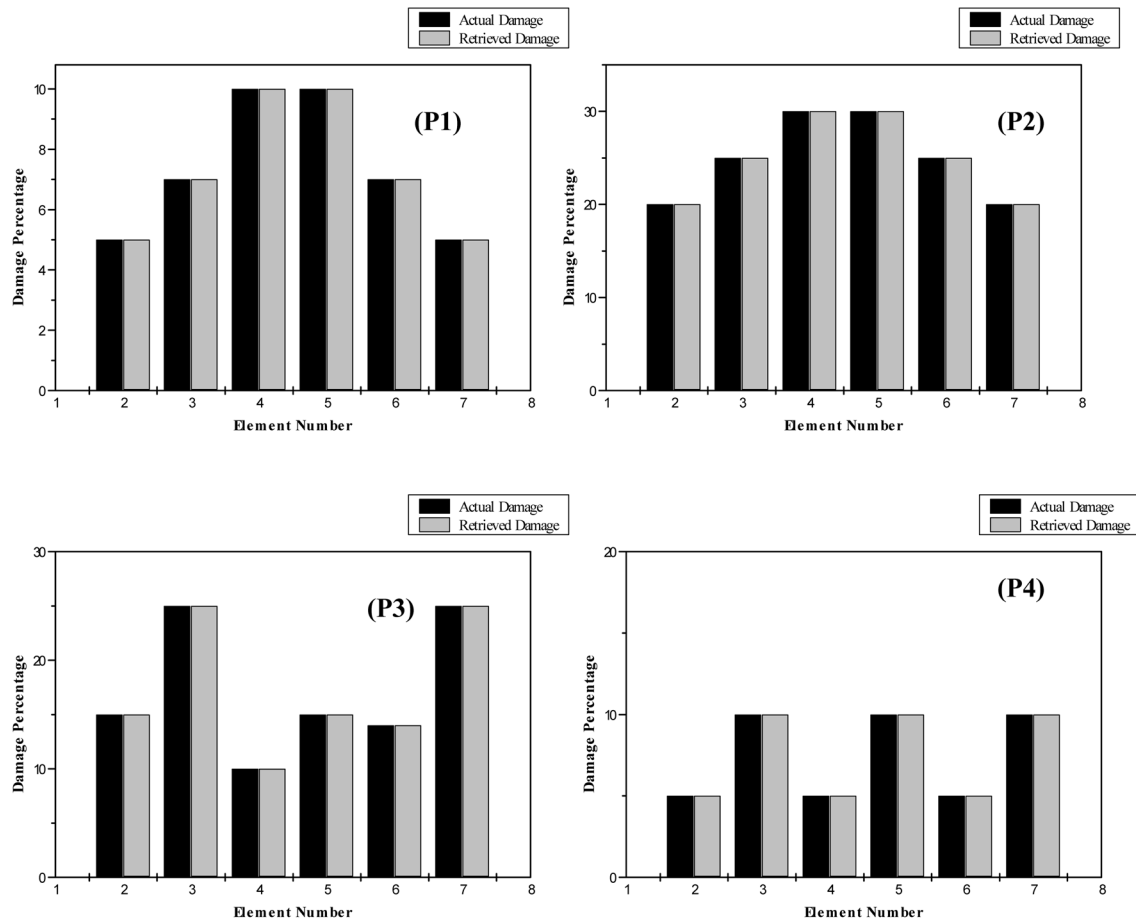 Actual Damage
Retrieved Damage
(P1)
Damage Percentage
10
8
6
4
2
0
1 2 3 4 5 6 7 8
Element Number
Actual Damage
Retrieved Damage
(P2)
Damage Percentage
30
20
10
0
1 2 3 4 5 6 7 8
Element Number
Actual Damage
Retrieved Damage
(P3)
Damage Percentage
30
20
10
0
1 2 3 4 5 6 7 8
Element Number
Actual Damage
Retrieved Damage
(P4)
Damage Percentage
20
10
0
1 2 3 4 5 6 7 8
Element Number